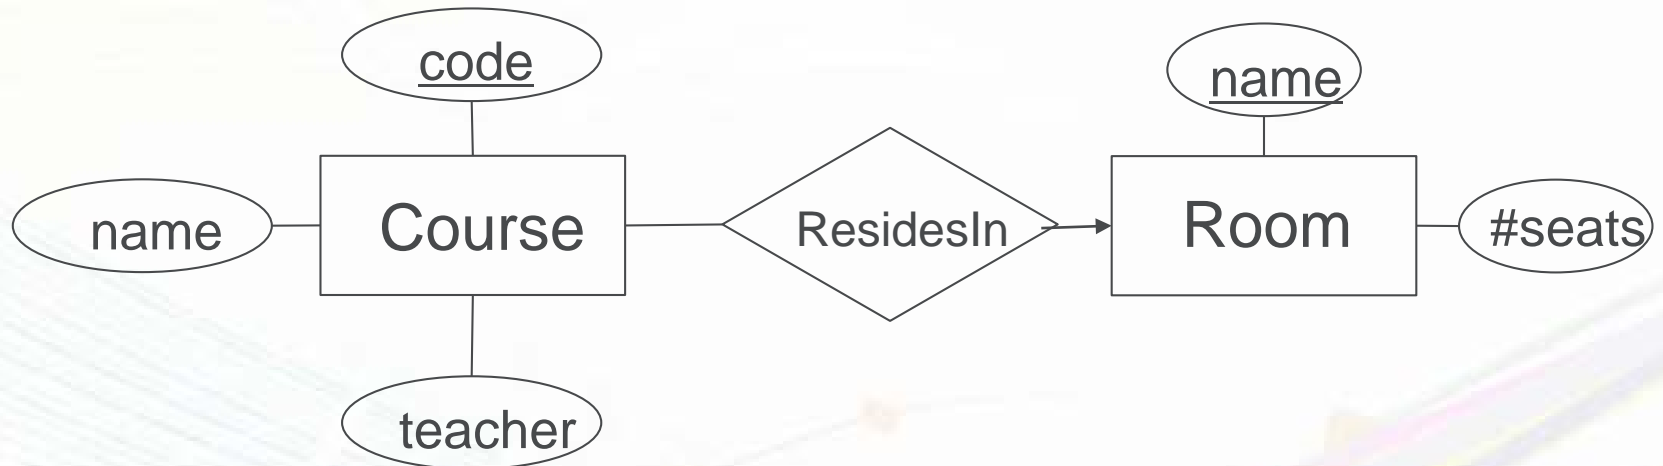 code
name
name
Course
ResidesIn
Room
#seats
teacher